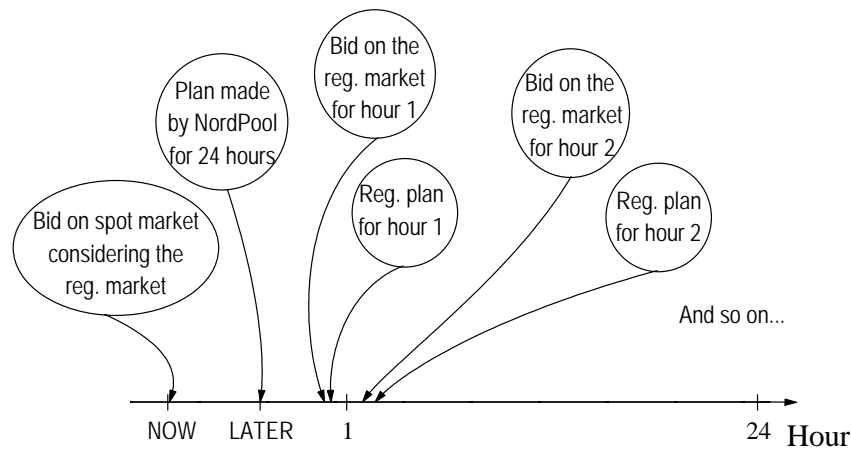 Bid on spot market
considering the
reg. market
Plan made
by NordPool
for 24 hours
Bid on the
reg. market
for hour 1
Reg. plan
for hour 1
Bid on the
reg. market
for hour 2
Reg. plan
for hour 2
And so on...
NOW LATER 1 24 Hour